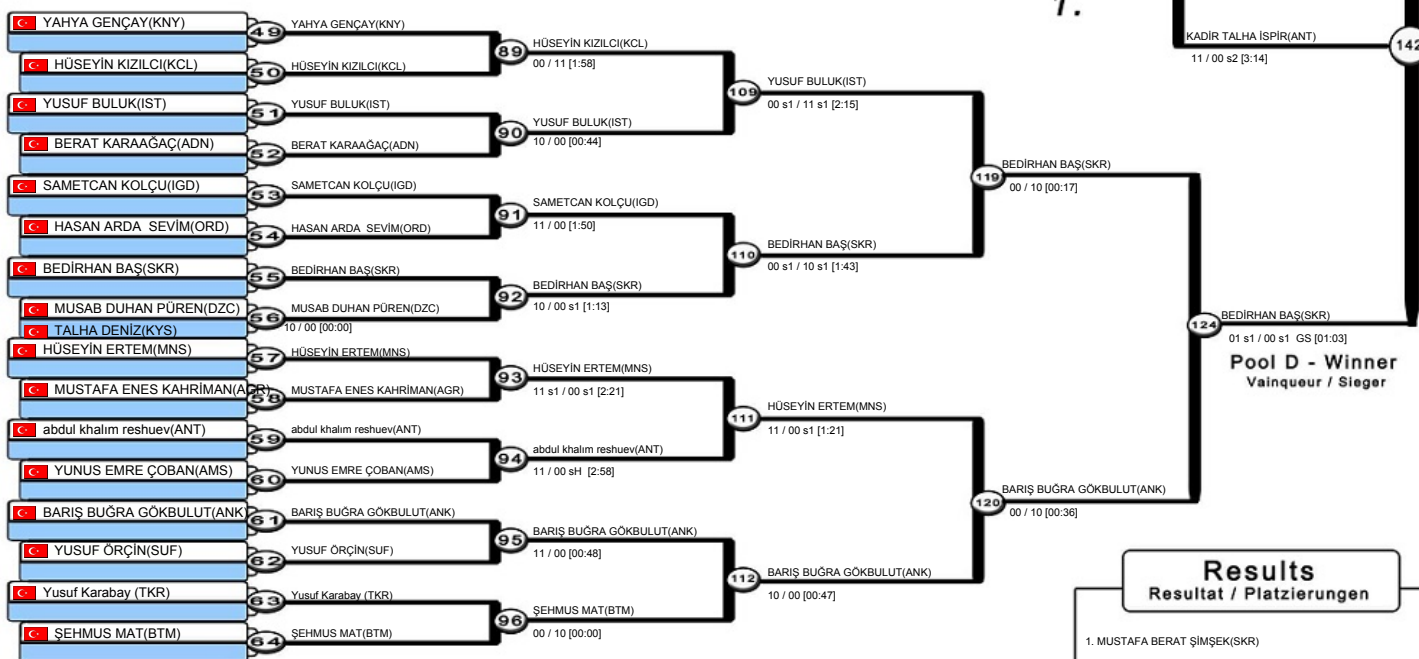 1.
KADİR TALHA İSPİR(ANT)
142
11 / 00 s2 [3:14]
YAHYA GENÇAY(KNY)
49
YAHYA GENÇAY(KNY)
HÜSEYİN KIZILCI(KCL)
50
HÜSEYİN KIZILCI(KCL)
89
HÜSEYİN KIZILCI(KCL)
00 / 11 [1:58]
YUSUF BULUK(IST)
51
YUSUF BULUK(IST)
BERAT KARAAĞAÇ(ADN)
52
BERAT KARAAĞAÇ(ADN)
90
YUSUF BULUK(IST)
10 / 00 [00:44]
109
YUSUF BULUK(IST)
00 s1 / 11 s1 [2:15]
SAMETCAN KOLÇU(IGD)
53
SAMETCAN KOLÇU(IGD)
HASAN ARDA  SEVİM(ORD)
54
HASAN ARDA  SEVİM(ORD)
91
SAMETCAN KOLÇU(IGD)
11 / 00 [1:50]
BEDİRHAN BAŞ(SKR)
55
BEDİRHAN BAŞ(SKR)
MUSAB DUHAN PÜREN(DZC)
TALHA DENİZ(KYS)
56
MUSAB DUHAN PÜREN(DZC)
10 / 00 [00:00]
92
BEDİRHAN BAŞ(SKR)
10 / 00 s1 [1:13]
110
BEDİRHAN BAŞ(SKR)
00 s1 / 10 s1 [1:43]
119
BEDİRHAN BAŞ(SKR)
00 / 10 [00:17]
HÜSEYİN ERTEM(MNS)
57
HÜSEYİN ERTEM(MNS)
MUSTAFA ENES KAHRİMAN(AGR)
58
MUSTAFA ENES KAHRİMAN(AGR)
93
HÜSEYİN ERTEM(MNS)
11 s1 / 00 s1 [2:21]
abdul khalım reshuev(ANT)
59
abdul khalım reshuev(ANT)
YUNUS EMRE ÇOBAN(AMS)
60
YUNUS EMRE ÇOBAN(AMS)
94
abdul khalım reshuev(ANT)
11 / 00 sH  [2:58]
111
HÜSEYİN ERTEM(MNS)
11 / 00 s1 [1:21]
BARIŞ BUĞRA GÖKBULUT(ANK)
61
BARIŞ BUĞRA GÖKBULUT(ANK)
YUSUF ÖRÇİN(SUF)
62
YUSUF ÖRÇİN(SUF)
95
BARIŞ BUĞRA GÖKBULUT(ANK)
11 / 00 [00:48]
Yusuf Karabay (TKR)
63
Yusuf Karabay (TKR)
ŞEHMUS MAT(BTM)
64
ŞEHMUS MAT(BTM)
96
ŞEHMUS MAT(BTM)
00 / 10 [00:00]
112
BARIŞ BUĞRA GÖKBULUT(ANK)
10 / 00 [00:47]
120
BARIŞ BUĞRA GÖKBULUT(ANK)
00 / 10 [00:36]
124
BEDİRHAN BAŞ(SKR)
01 s1 / 00 s1  GS [01:03]
Pool D - Winner
Vainqueur / Sieger
Results
Resultat / Platzierungen
1. MUSTAFA BERAT ŞİMŞEK(SKR)